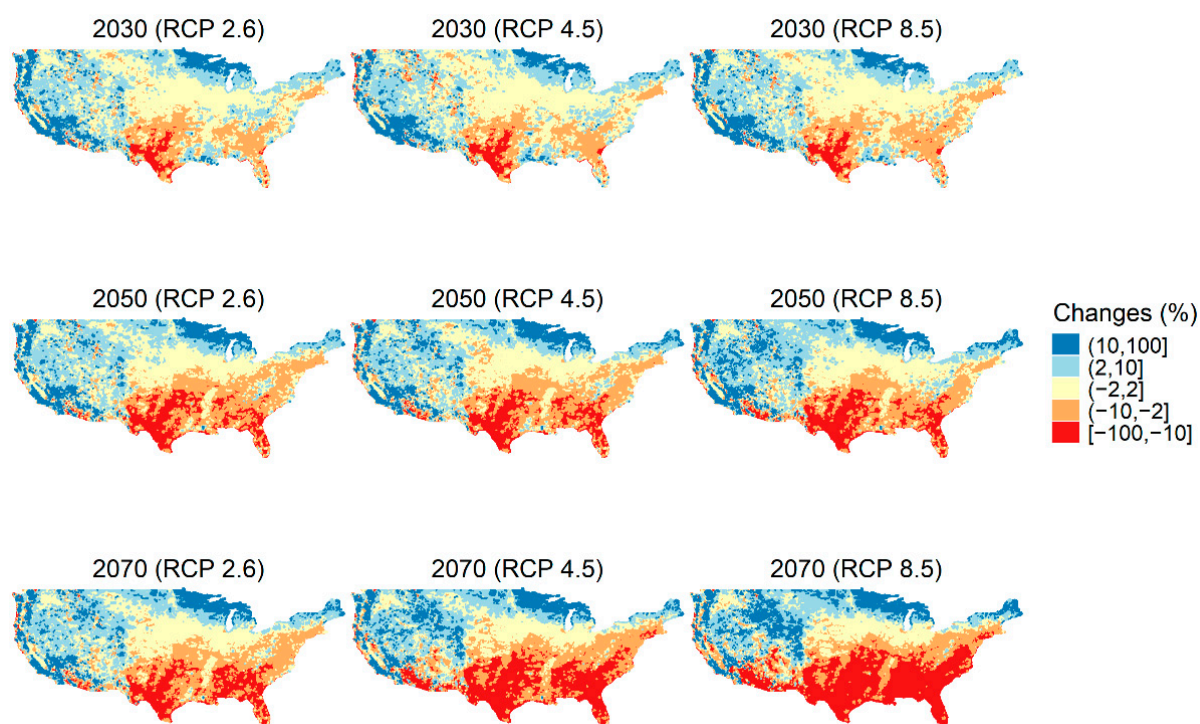 2030 (RCP 2.6)
2030 (RCP 4.5)
2030 (RCP 8.5)
2050 (RCP 2.6)
2050 (RCP 4.5)
2050 (RCP 8.5)
Changes (%)
(10,100]
(2,10]
(−2,2]
(−10,−2]
[−100,−10]
2070 (RCP 2.6)
2070 (RCP 4.5)
2070 (RCP 8.5)